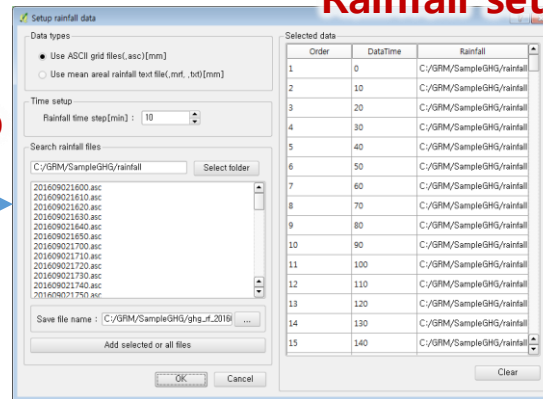 Rainfall set
Setup rainfall data
Data types
Use ASCII grid files(,asc)[mm]
Use mean areal rainfall text file(,mrf, ,txt)[mm]
Time setup
Rainfall time step[min] : 10
Search rainfall files
C:/GRM/SampleGHG/rainfall Select folder
201609021600.asc
201609021610.asc
201609021620.asc
201609021630.asc
201609021640.asc
201609021650.asc
201609021700.asc
201609021710.asc
201609021720.asc
201609021730.asc
201609021740.asc
201609021750.asc
Save file name : C:/GRM/SampleGHG/ghg_rf_2016( ...
Add selected or all files
OK Cancel
Selected data
Order DataTime Rainfall
1 0 C:/GRM/SampleGHG/rainfall
2 10 C:/GRM/SampleGHG/rainfall
3 20 C:/GRM/SampleGHG/rainfall
4 30 C:/GRM/SampleGHG/rainfall
5 40 C:/GRM/SampleGHG/rainfall
6 50 C:/GRM/SampleGHG/rainfall
7 60 C:/GRM/SampleGHG/rainfall
8 70 C:/GRM/SampleGHG/rainfall
9 80 C:/GRM/SampleGHG/rainfall
10 90 C:/GRM/SampleGHG/rainfall
11 100 C:/GRM/SampleGHG/rainfall
12 110 C:/GRM/SampleGHG/rainfall
13 120 C:/GRM/SampleGHG/rainfall
14 130 C:/GRM/SampleGHG/rainfall
15 140 C:/GRM/SampleGHG/rainfall
Clear